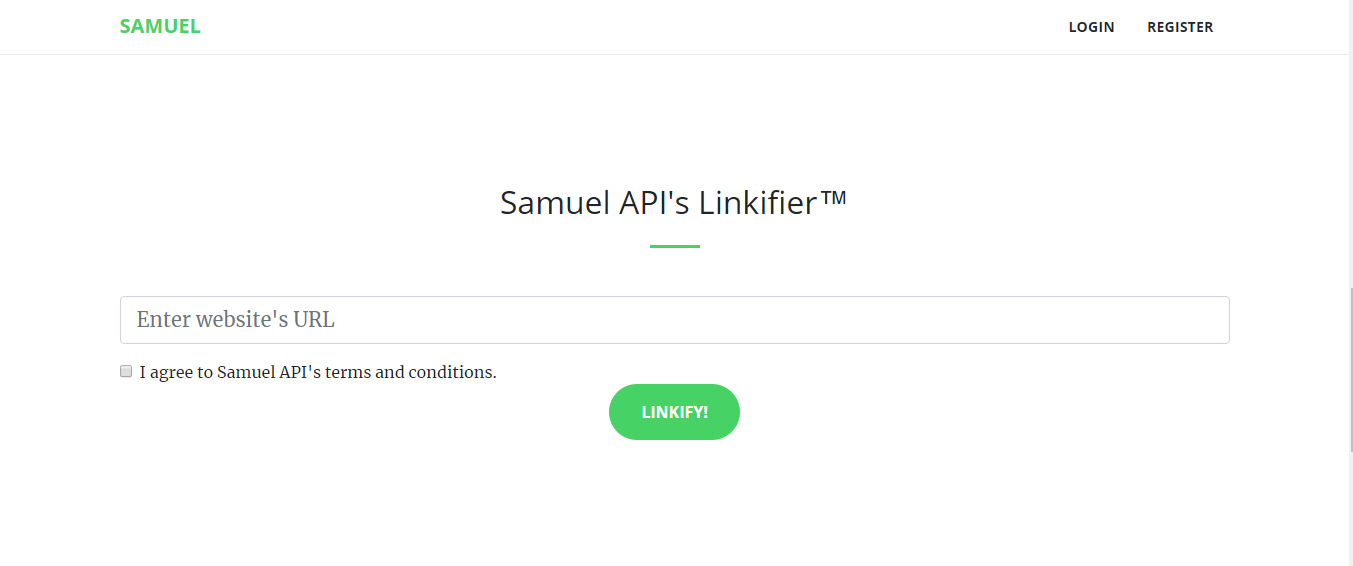 SAMUEL
LOGIN REGISTER
Samuel API's Linkifier™
Enter website's URL
I agree to Samuel API's terms and conditions.
LINKIFY!